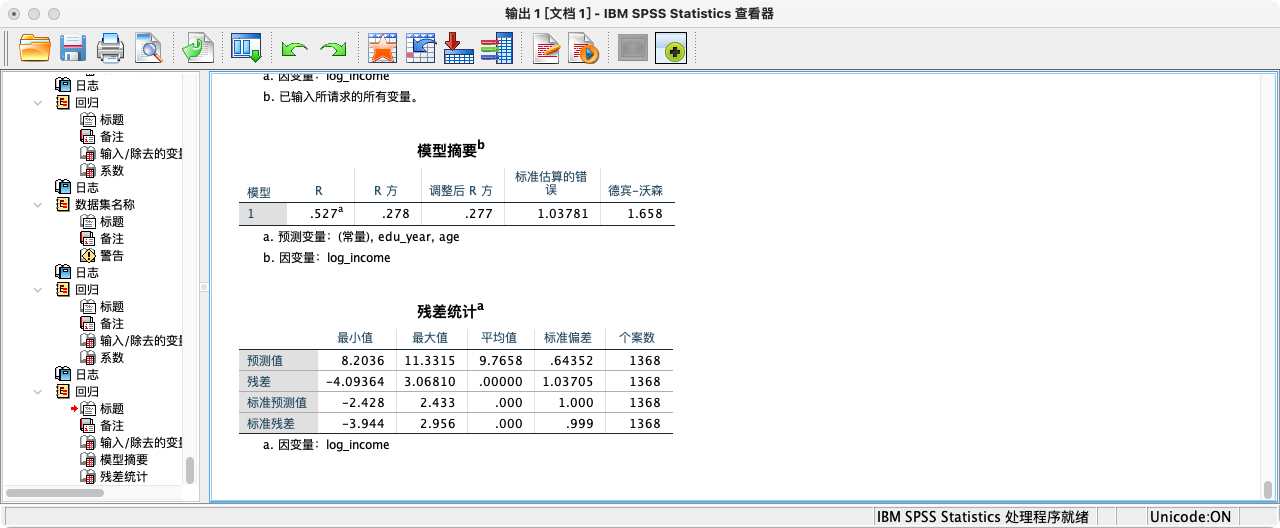 输出 1 [文档 1] - IBM SPSS Statistics 查看器
日志
回归
标题
备注
输入/除去的变量
系数
日志
数据集名称
标题
备注
警告
日志
回归
标题
备注
输入/除去的变量
系数
日志
回归
标题
备注
输入/除去的变量
模型摘要
残差统计
a. 因变量：log_income
b. 已输入所请求的所有变量。
模型摘要b
模型 R R 方 调整后 R 方 标准估算的错误 德宾-沃森
1 .527a .278 .277 1.03781 1.658
a. 预测变量：(常量), edu_year, age
b. 因变量：log_income
残差统计a
最小值 最大值 平均值 标准偏差 个案数
预测值 8.2036 11.3315 9.7658 .64352 1368
残差 -4.09364 3.06810 .00000 1.03705 1368
标准预测值 -2.428 2.433 .000 1.000 1368
标准残差 -3.944 2.956 .000 .999 1368
a. 因变量：log_income
IBM SPSS Statistics 处理程序就绪 Unicode:ON